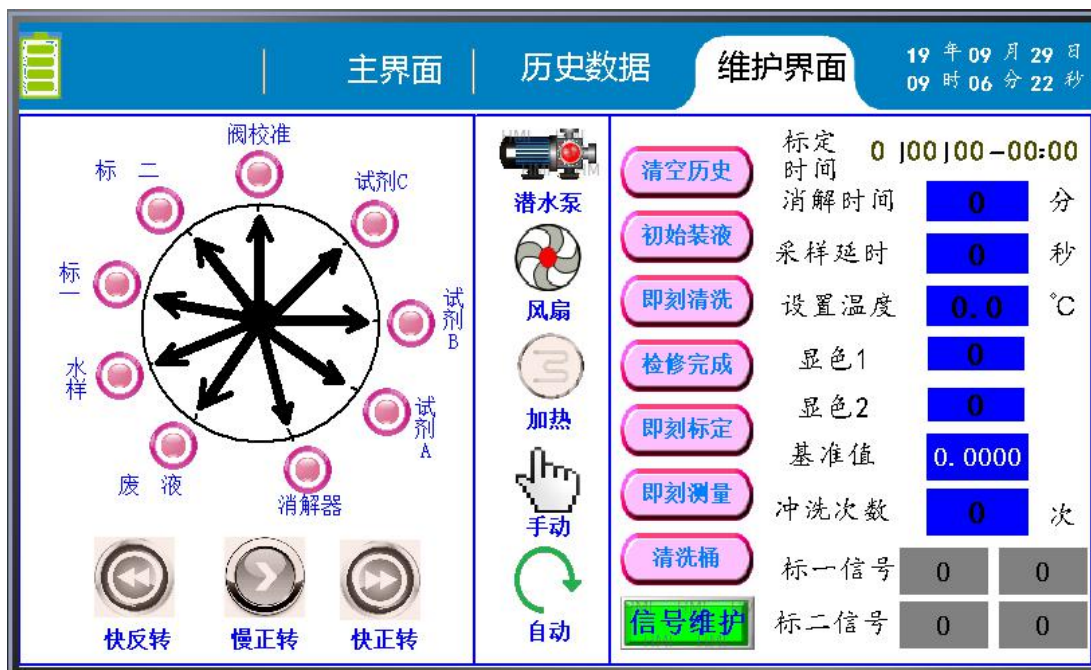 主界面
历史数据
维护界面
19 年 09 月 29 日
09 时 06 分 22 秒
阀校准
标 二
试剂C
标一
试剂B
水样
试剂A
废 液
消解器
快反转
慢正转
快正转
潜水泵
风扇
加热
手动
自动
清空历史
初始装液
即刻清洗
检修完成
即刻标定
即刻测量
清洗桶
信号维护
标定时间 0 |00|00-00:00
消解时间 0 分
采样延时 0 秒
设置温度 0.0 ℃
显色1 0
显色2 0
基准值 0.0000
冲洗次数 0 次
标一信号 0 0
标二信号 0 0